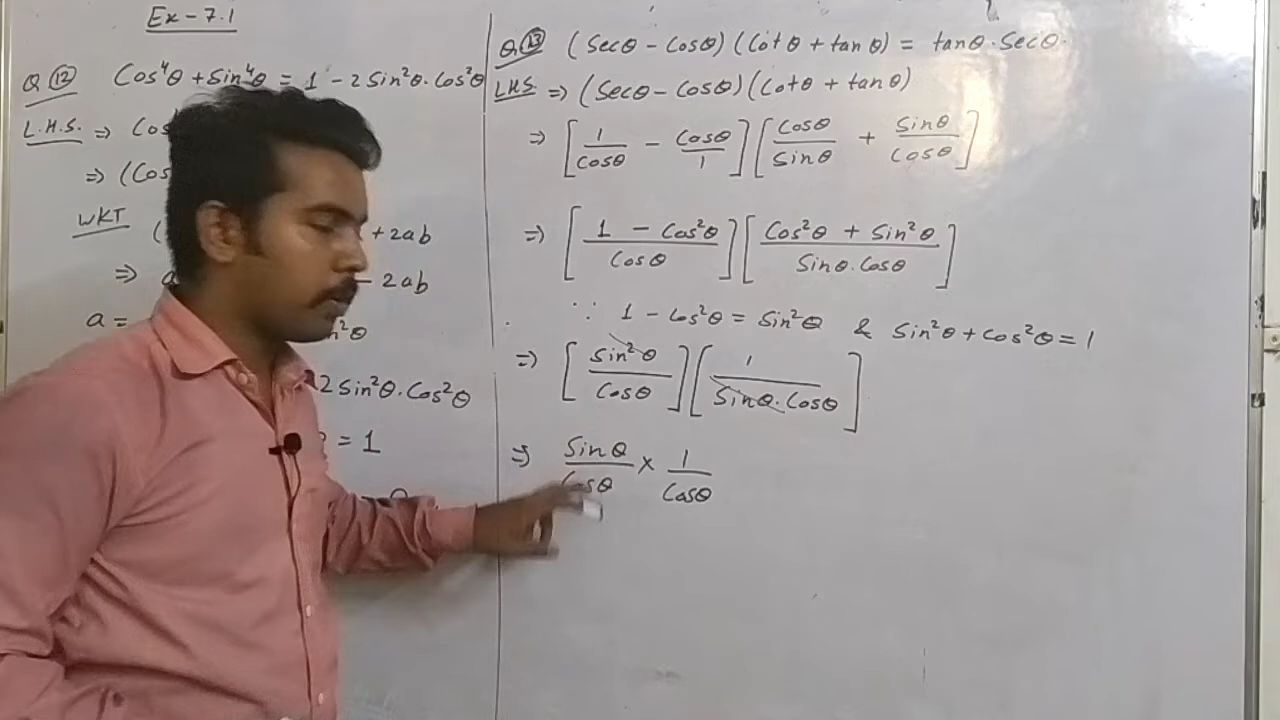 Ex - 7.1
Q (12) Cos⁴θ + Sin⁴θ = 1 - 2 Sin²θ. Cos²θ
L.H.S. ⇒ Cos
⇒ (Cos
WKT ( + 2ab
⇒ a - 2ab
a = n²θ
2 Sin²θ. Cos²θ
= 1
Q (13) (Secθ - Cosθ) (Cotθ + tanθ) = tanθ. Secθ.
LHS ⇒ (Secθ - Cosθ) (Cotθ + tanθ)
⇒ [1/Cosθ - Cosθ/1] [Cosθ/Sinθ + Sinθ/Cosθ]
⇒ [1 - Cos²θ/Cosθ] [Cos²θ + Sin²θ/Sinθ. Cosθ]
∵ 1 - Cos²θ = Sin²θ & Sin²θ + Cos²θ = 1
⇒ [Sin²θ/Cosθ] [1/Sinθ. Cosθ]
⇒ Sinθ/Cosθ × 1/Cosθ